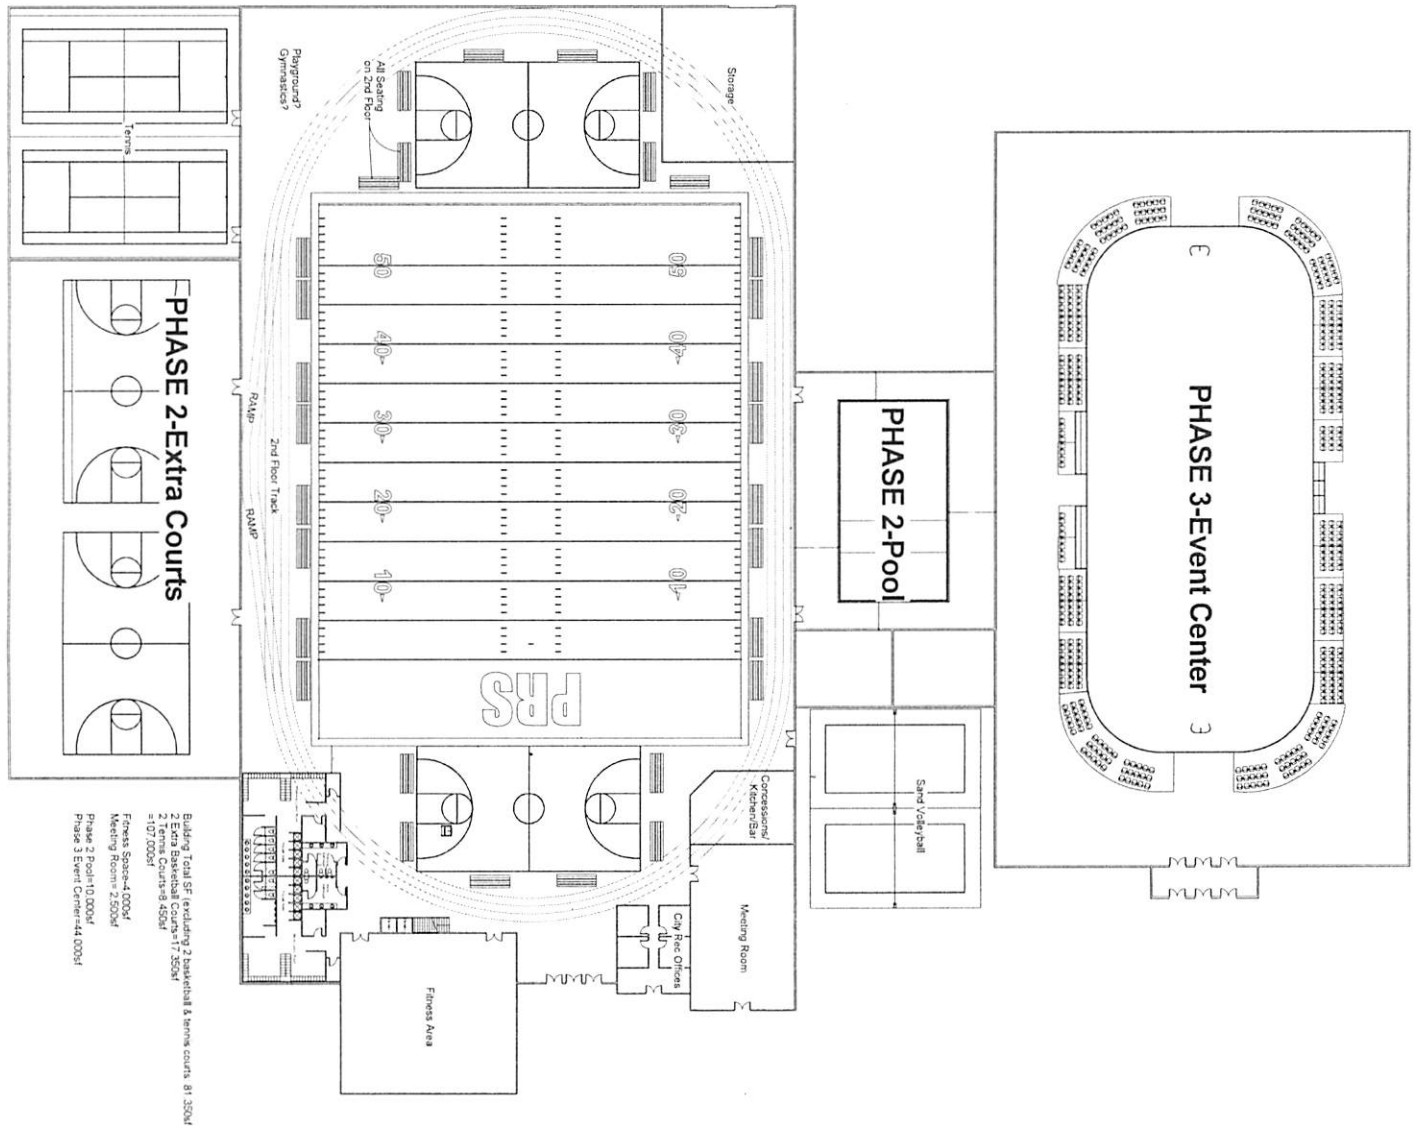 Playground?
Gymnastics?
All Seating
on 2nd Floor
Storage
Tennis
PHASE 2-Extra Courts
RAMP
RAMP
2nd Floor Track
50
40
30
20
10
50
40
30
20
10
PRS
PHASE 2-Pool
PHASE 3-Event Center
Sand Volleyball
Concessions/
Kitchen/Bar
Meeting Room
City Rec Offices
Fitness Area
Building Total SF (excluding 2 basketball & tennis courts 81,350sf
2 Extra Basketball Courts=17,350sf
2 Tennis Courts=8,450sf
=107,000sf
Fitness Space-4,000sf
Meeting Room= 2,500sf
Phase 2 Pool=10,000sf
Phase 3 Event Center=44,000sf